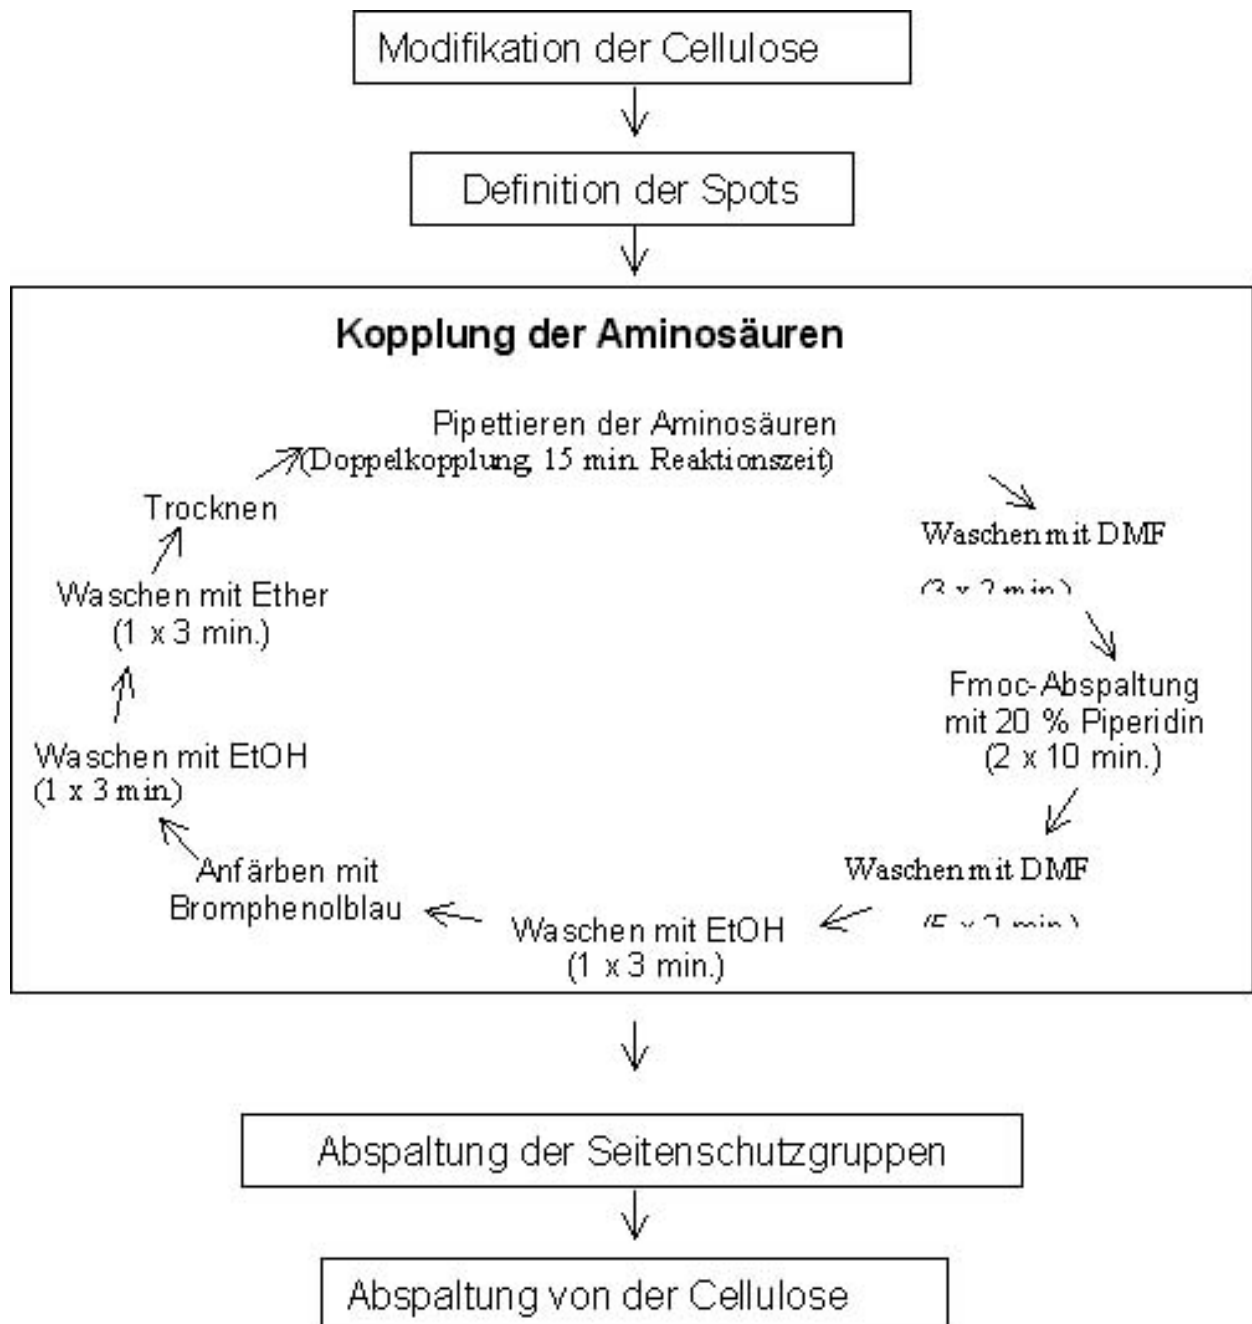 Modifikation der Cellulose
Definition der Spots
Kopplung der Aminosäuren
Pipettieren der Aminosäuren
(Doppelkopplung, 15 min. Reaktionszeit)
Waschen mit DMF
Fmoc-Abspaltung
mit 20 % Piperidin
(2 x 10 min.)
Waschen mit DMF
Waschen mit EtOH
(1 x 3 min.)
Anfärben mit
Bromphenolblau
Waschen mit EtOH
(1 x 3 min.)
Waschen mit Ether
(1 x 3 min.)
Trocknen
Abspaltung der Seitenschutzgruppen
Abspaltung von der Cellulose